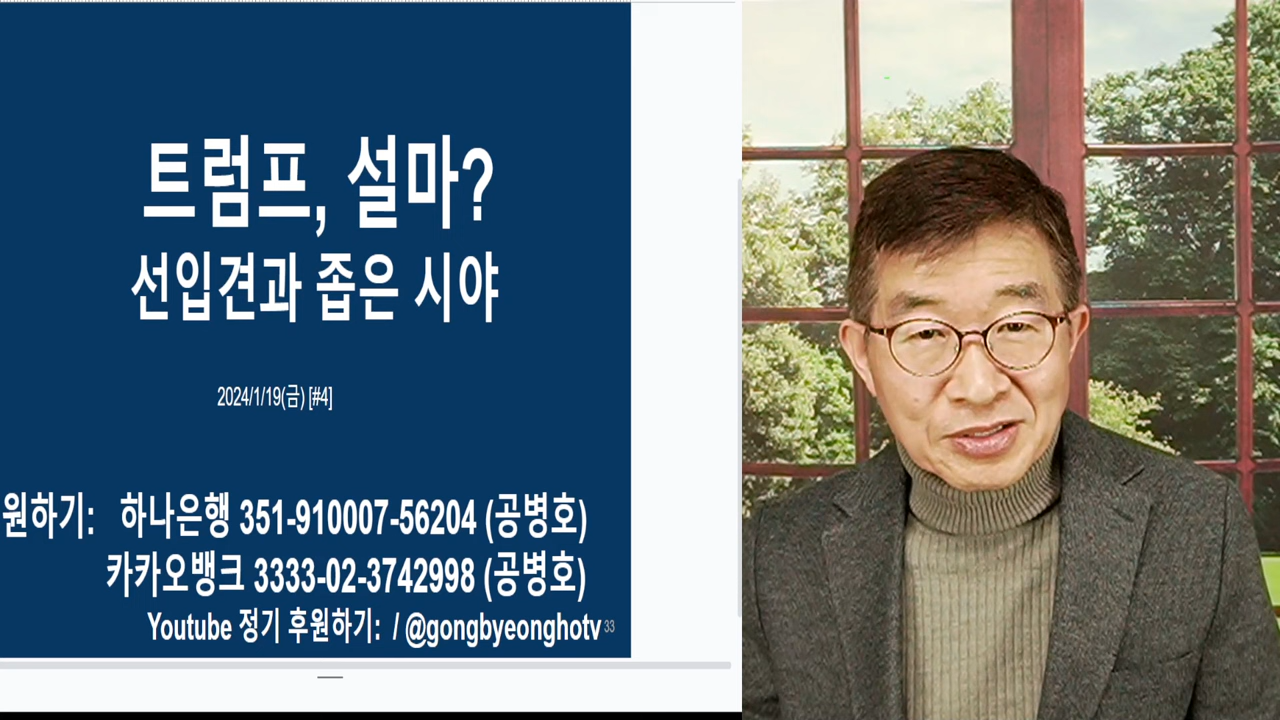 트럼프, 설마?
선입견과 좁은 시야
2024/1/19(금) [#4]
원하기: 하나은행 351-910007-56204 (공병호)
카카오뱅크 3333-02-3742998 (공병호)
Youtube 정기 후원하기: / @gongbyeonghotv
33